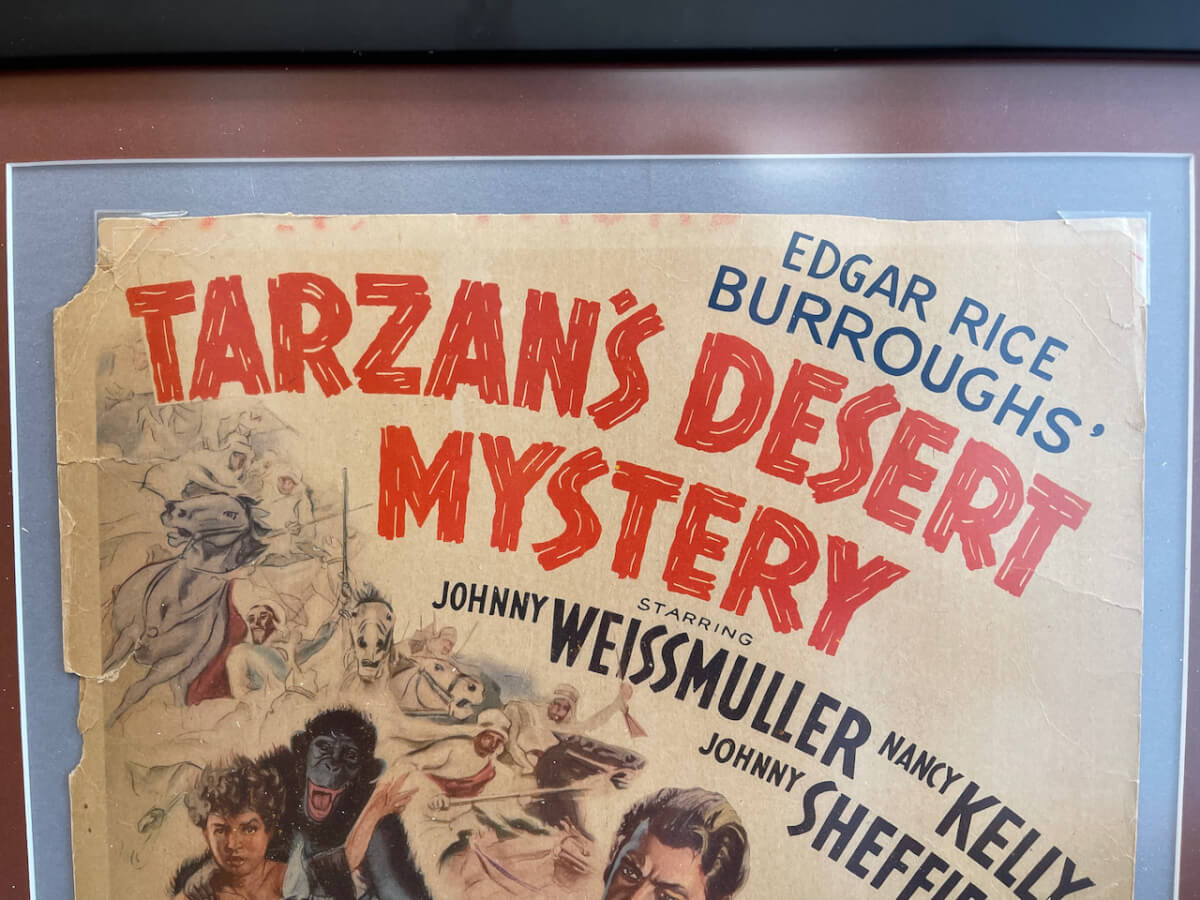 EDGAR RICE
BURROUGHS'
TARZAN'S DESERT
MYSTERY
STARRING
JOHNNY WEISSMULLER
NANCY KELLY
JOHNNY